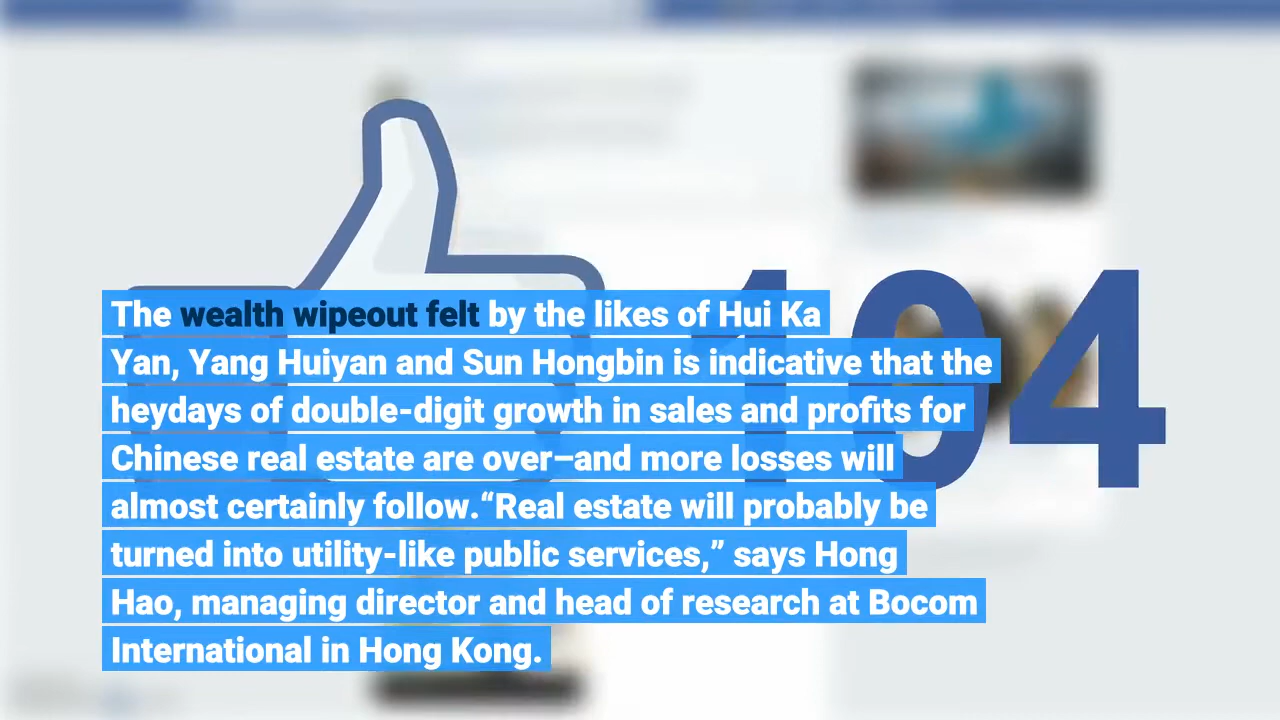 194
The wealth wipeout felt by the likes of Hui Ka
Yan, Yang Huiyan and Sun Hongbin is indicative that the
heydays of double-digit growth in sales and profits for
Chinese real estate are over—and more losses will
almost certainly follow.“Real estate will probably be
turned into utility-like public services,” says Hong
Hao, managing director and head of research at Bocom
International in Hong Kong.